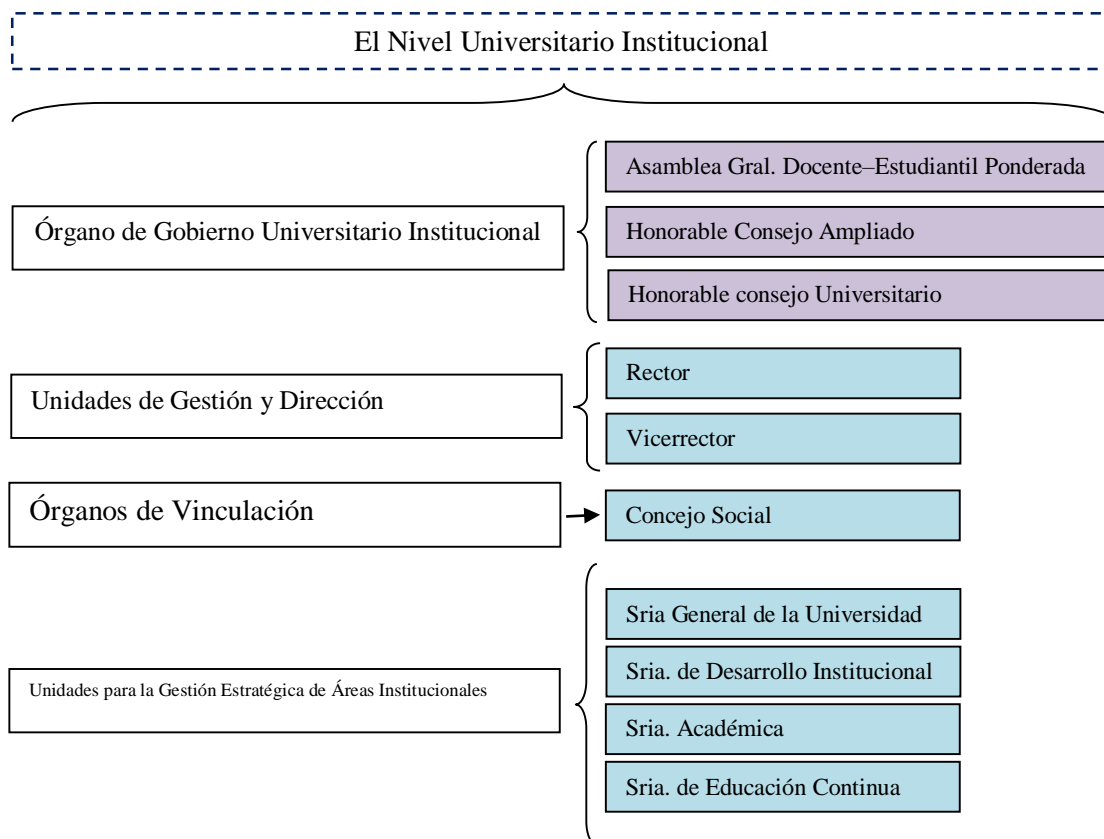 El Nivel Universitario Institucional
Órgano de Gobierno Universitario Institucional
Asamblea Gral. Docente–Estudiantil Ponderada
Honorable Consejo Ampliado
Honorable consejo Universitario
Unidades de Gestión y Dirección
Rector
Vicerrector
Órganos de Vinculación
Concejo Social
Unidades para la Gestión Estratégica de Áreas Institucionales
Sria General de la Universidad
Sria. de Desarrollo Institucional
Sria. Académica
Sria. de Educación Continua